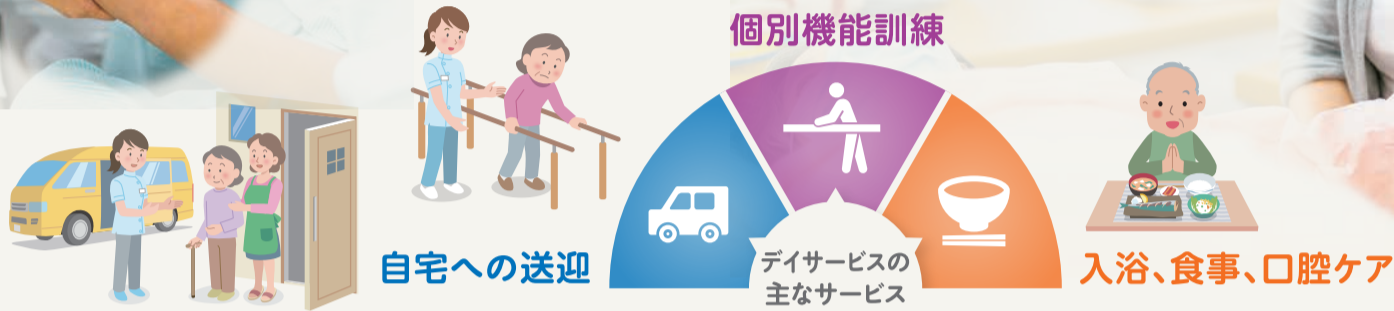 個別機能訓練
自宅への送迎
デイサービスの
主なサービス
入浴、食事、口腔ケア